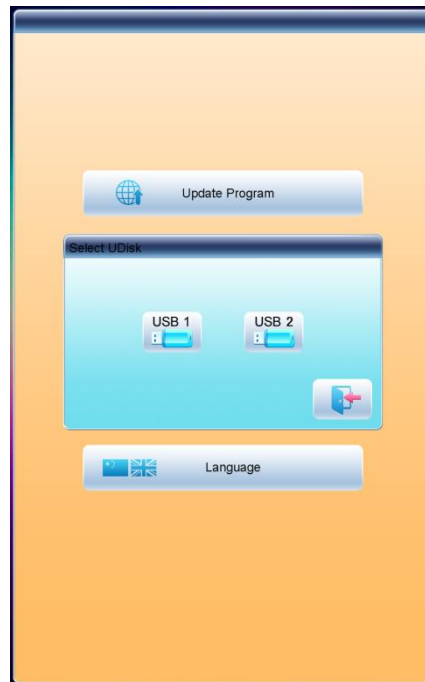 Update Program
Select UDisk
USB 1
USB 2
Language